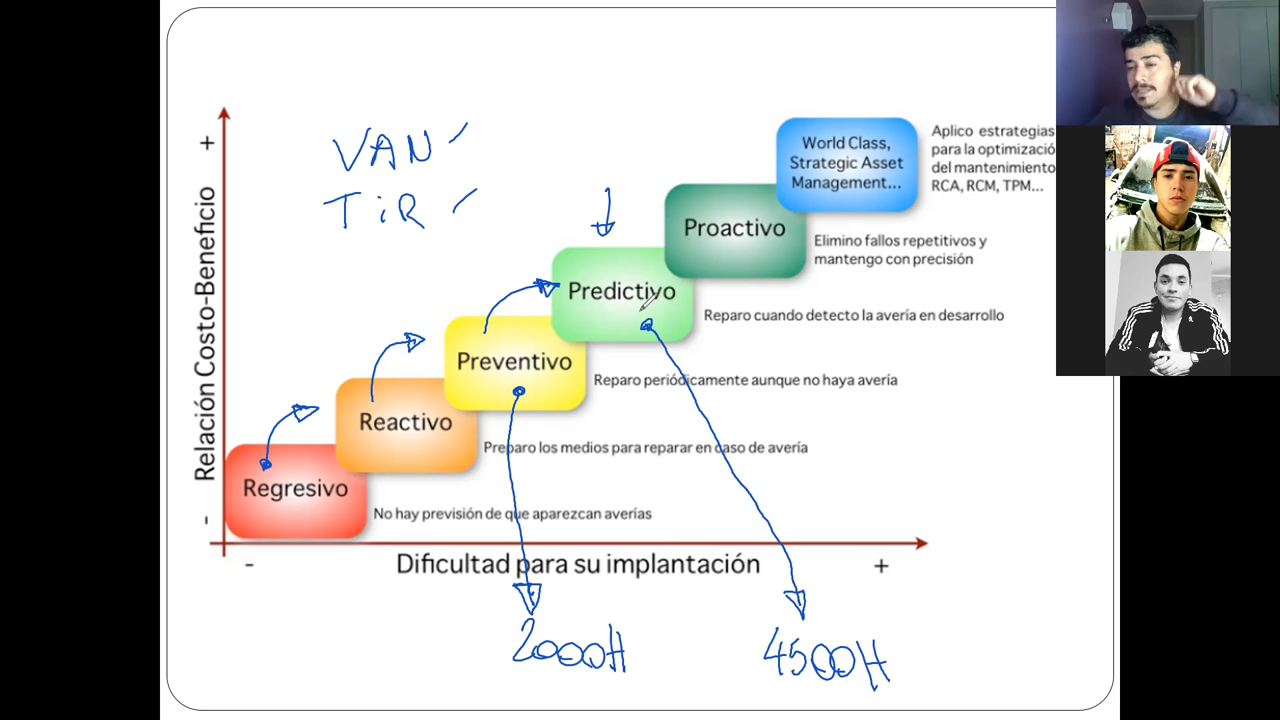 VAN
TiR
+
Relación Costo-Beneficio
-
World Class,
Strategic Asset
Management...
Aplico estrategias
para la optimizació
del mantenimiento
RCA, RCM, TPM...
Proactivo
Elimino fallos repetitivos y
mantengo con precisión
Predictivo
Reparo cuando detecto la avería en desarrollo
Preventivo
Reparo periódicamente aunque no haya avería
Reactivo
Preparo los medios para reparar en caso de avería
Regresivo
No hay previsión de que aparezcan averías
-
Dificultad para su implantación
+
2000H
4500H